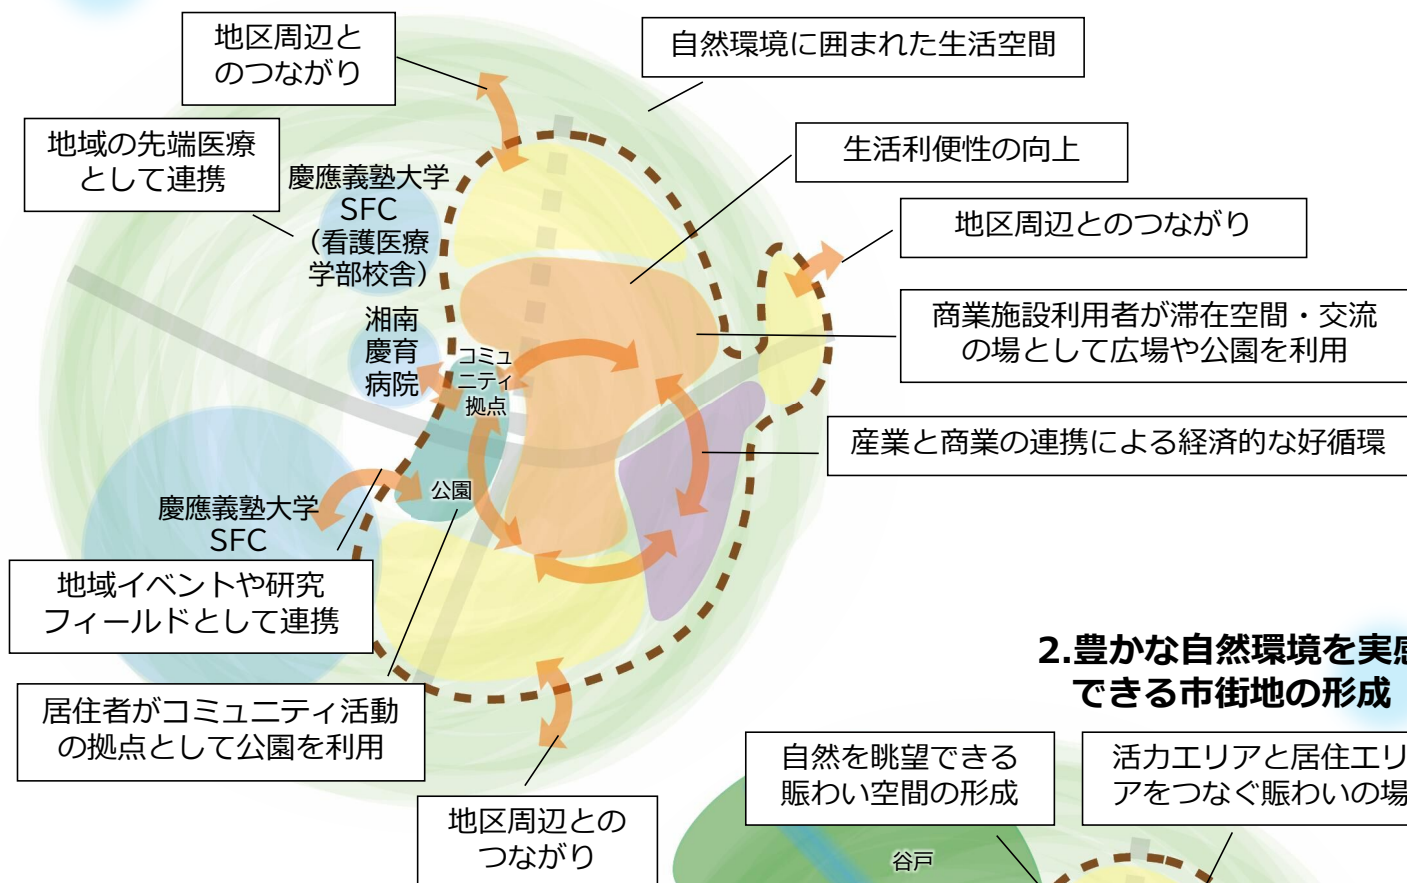 地区周辺と
のつながり
自然環境に囲まれた生活空間
地域の先端医療
として連携
慶應義塾大学
SFC
（看護医療
学部校舎）
生活利便性の向上
地区周辺とのつながり
湘南
慶育
病院
コミュ
ニティ
拠点
商業施設利用者が滞在空間・交流
の場として広場や公園を利用
産業と商業の連携による経済的な好循環
公園
慶應義塾大学
SFC
地域イベントや研究
フィールドとして連携
居住者がコミュニティ活動
の拠点として公園を利用
地区周辺との
つながり
2.豊かな自然環境を実感
できる市街地の形成
自然を眺望できる
賑わい空間の形成
活力エリアと居住エリ
アをつなぐ賑わいの場
谷戸